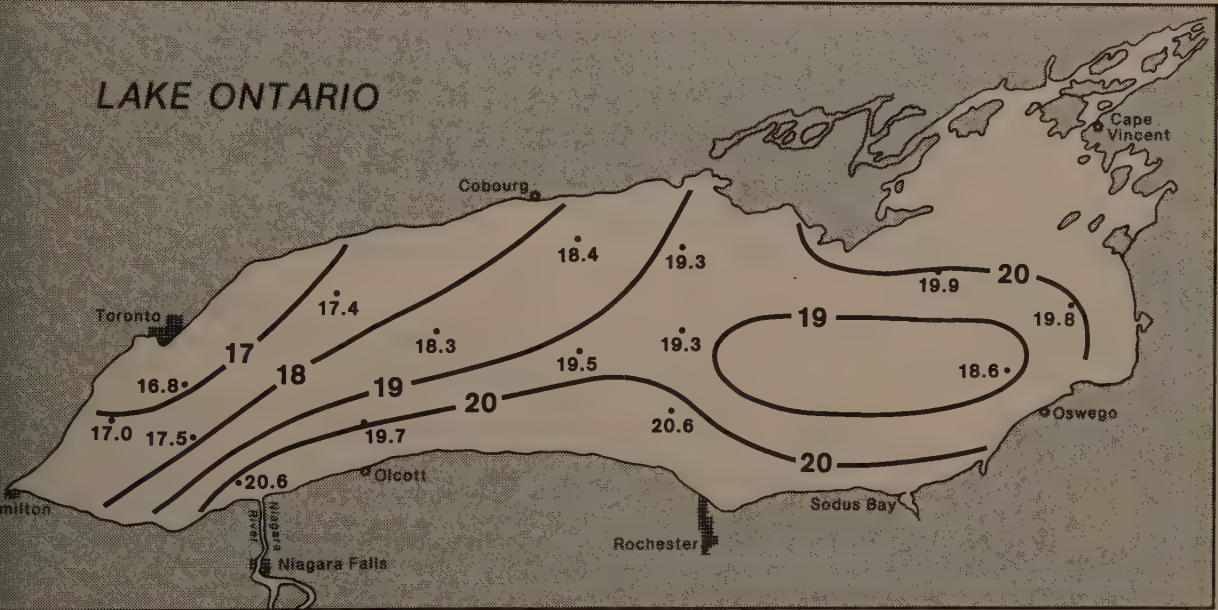 LAKE ONTARIO
Cape
Vincent
Cobourg
18.4
19.3
19.9
20
17.4
Toronto
19
19.8
18.3
19.3
17
19.5
18
18.6
16.8
19
20
Oswego
17.0
17.5
19.7
20.6
20
Olcott
20.6
milton
Sodus Bay
Niagara
River
Rochester
Niagara Falls